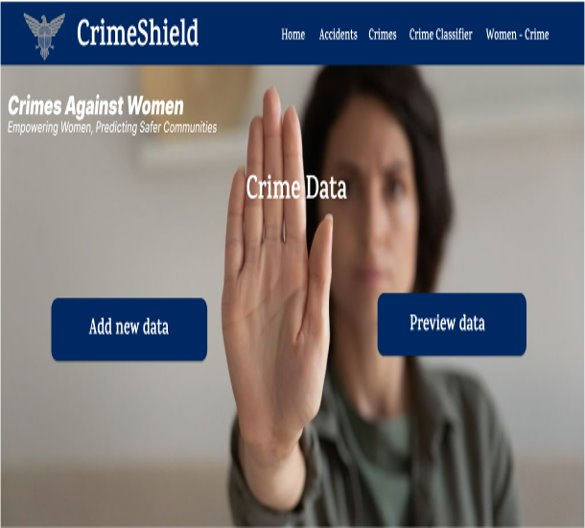 CrimeShield
Home Accidents Crimes Crime Classifier Women - Crime
Crimes Against Women
Empowering Women, Predicting Safer Communities
Crime Data
Add new data
Preview data